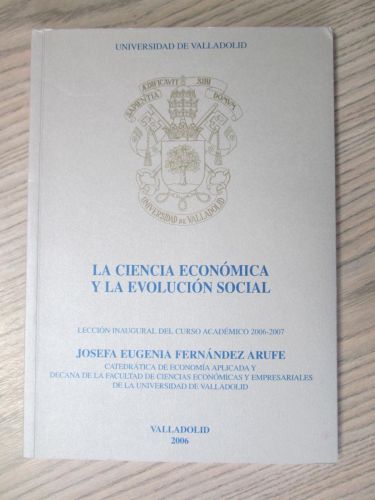 UNIVERSIDAD DE VALLADOLID
SAPIENTIA ÆDIFICAVIT SIBI DOMUM
UNIVERSIDAD DE VALLADOLID
LA CIENCIA ECONÓMICA
Y LA EVOLUCIÓN SOCIAL
LECCIÓN INAUGURAL DEL CURSO ACADÉMICO 2006-2007
JOSEFA EUGENIA FERNÁNDEZ ARUFE
CATEDRÁTICA DE ECONOMÍA APLICADA Y
DECANA DE LA FACULTAD DE CIENCIAS ECONÓMICAS Y EMPRESARIALES
DE LA UNIVERSIDAD DE VALLADOLID
VALLADOLID
2006